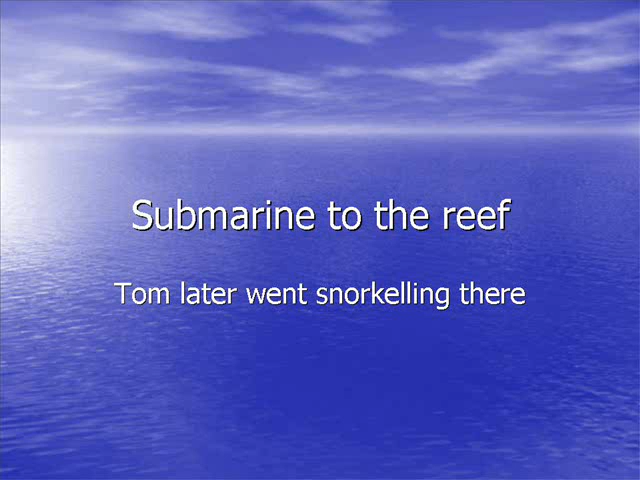 Submarine to the reef
Tom later went snorkelling there